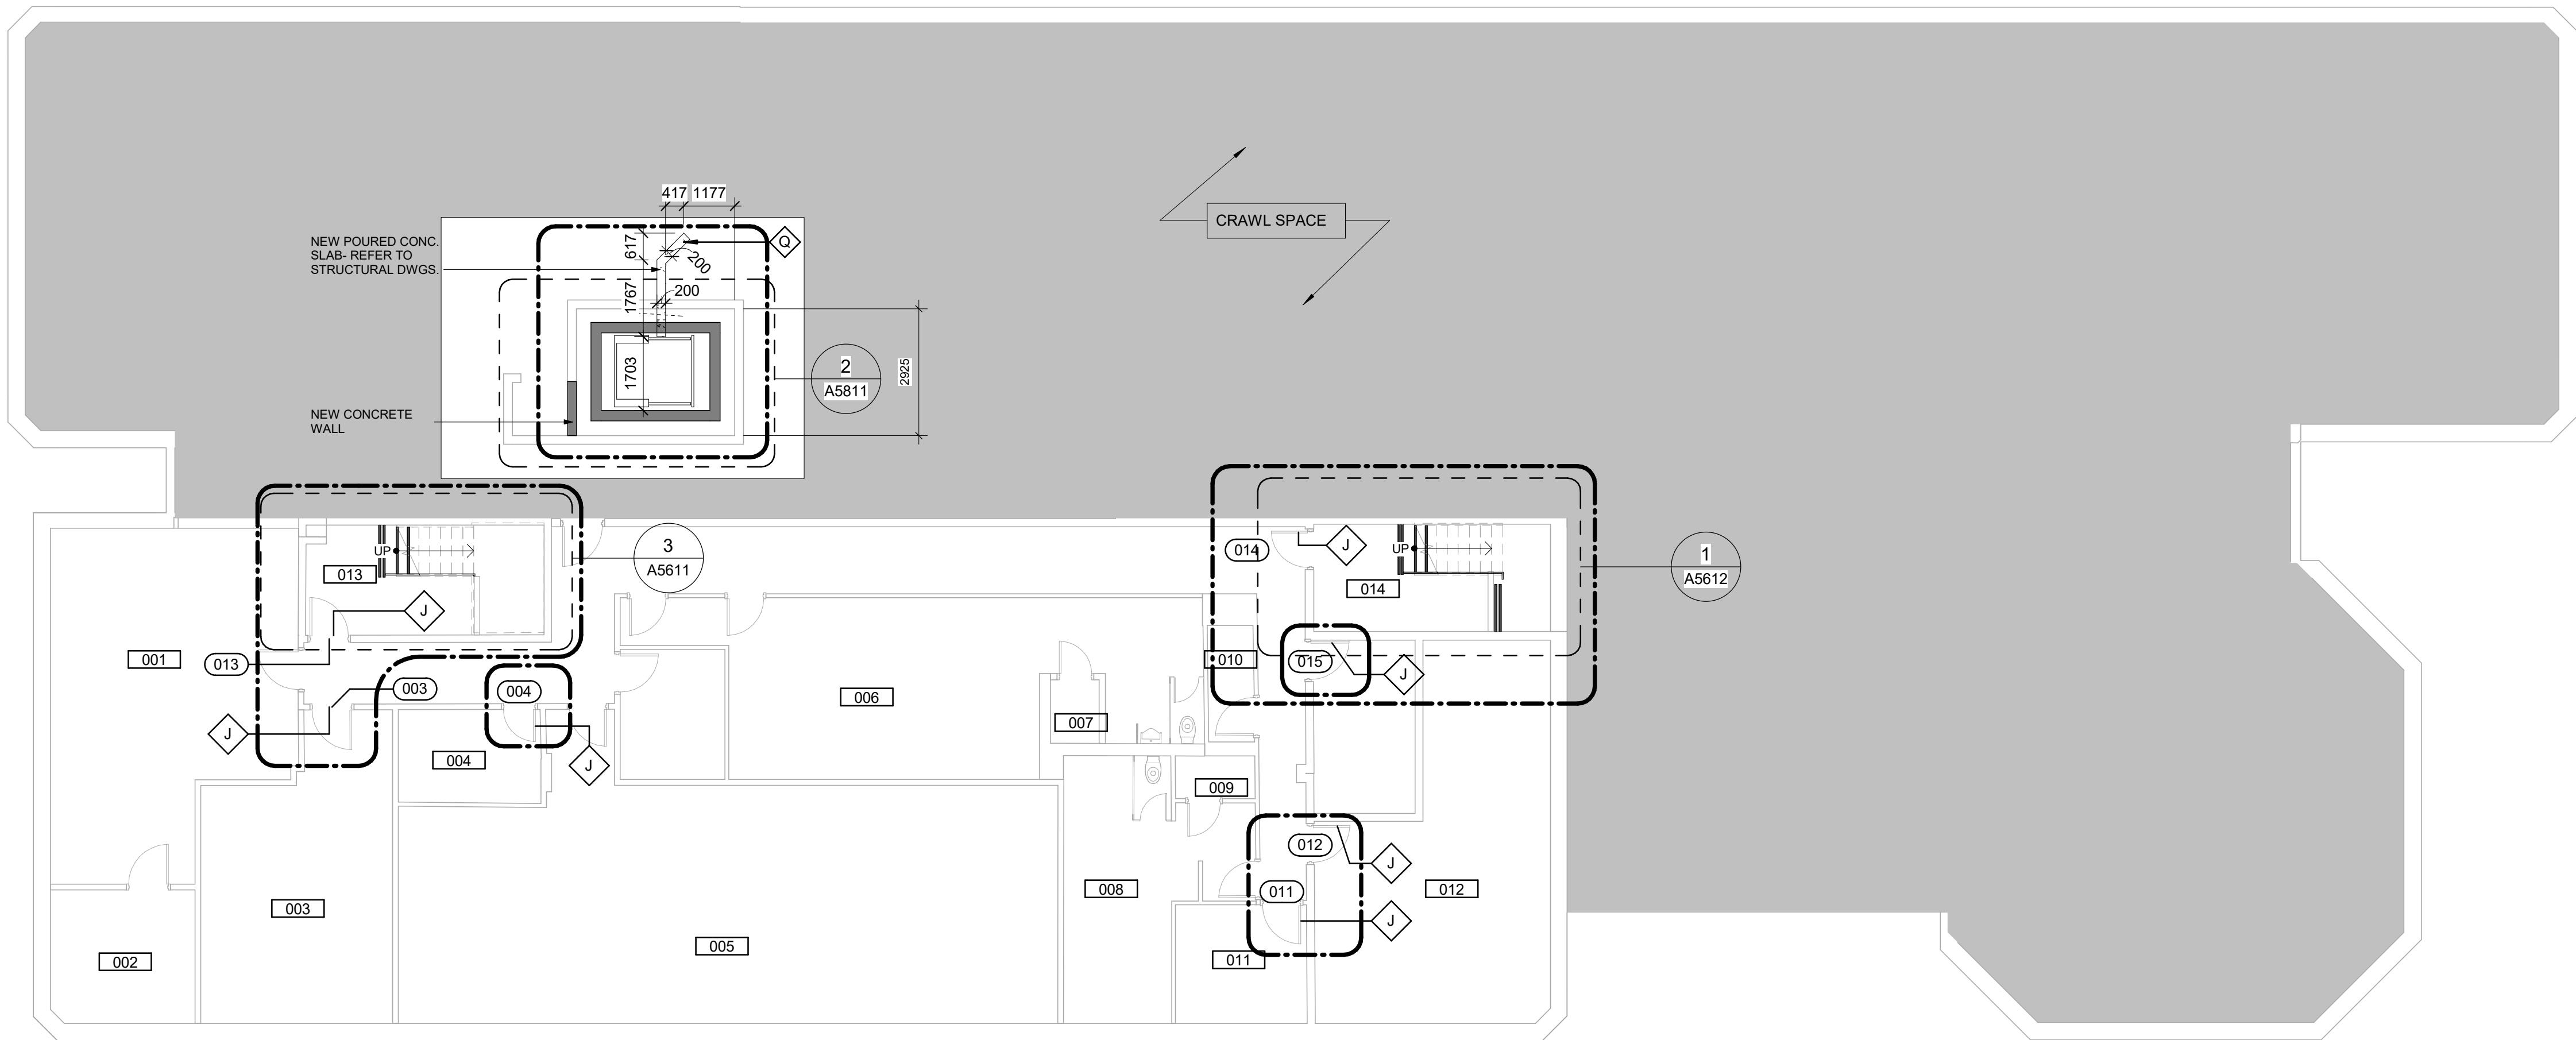 417 1177
NEW POURED CONC.
SLAB- REFER TO
STRUCTURAL DWGS.
617
Q
200
1767
200
CRAWL SPACE
1703
2
A5811
2925
NEW CONCRETE
WALL
UP
013
3
A5611
J
001
013
003
004
J
004
J
006
007
010
014
J
UP
014
1
A5612
015
J
009
012
J
008
011
J
012
003
005
002
011